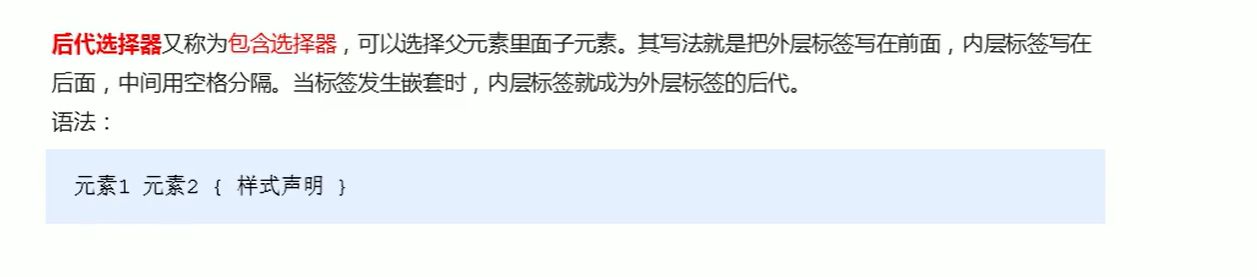 后代选择器又称为包含选择器，可以选择父元素里面子元素。其写法就是把外层标签写在前面，内层标签写在
后面，中间用空格分隔。当标签发生嵌套时，内层标签就成为外层标签的后代。
语法：
元素1 元素2 { 样式声明 }